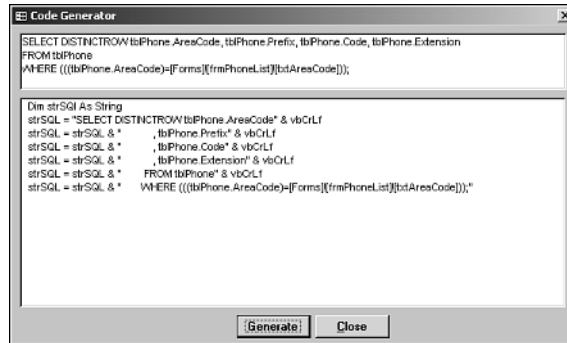 Code Generator
SELECT DISTINCTROW tblPhone.AreaCode, tblPhone.Prefix, tblPhone.Code, tblPhone.Extension
FROM tblPhone
WHERE (((tblPhone.AreaCode)=[Forms]![frmPhoneList]![txtAreaCode]));
Dim strSQl As String
strSQL = "SELECT DISTINCTROW tblPhone.AreaCode" & vbCrLf
strSQL = strSQL & "          , tblPhone.Prefix" & vbCrLf
strSQL = strSQL & "          , tblPhone.Code" & vbCrLf
strSQL = strSQL & "          , tblPhone.Extension" & vbCrLf
strSQL = strSQL & "       FROM tblPhone" & vbCrLf
strSQL = strSQL & "      WHERE (((tblPhone.AreaCode)=[Forms]![frmPhoneList]![txtAreaCode]));"
Generate Close